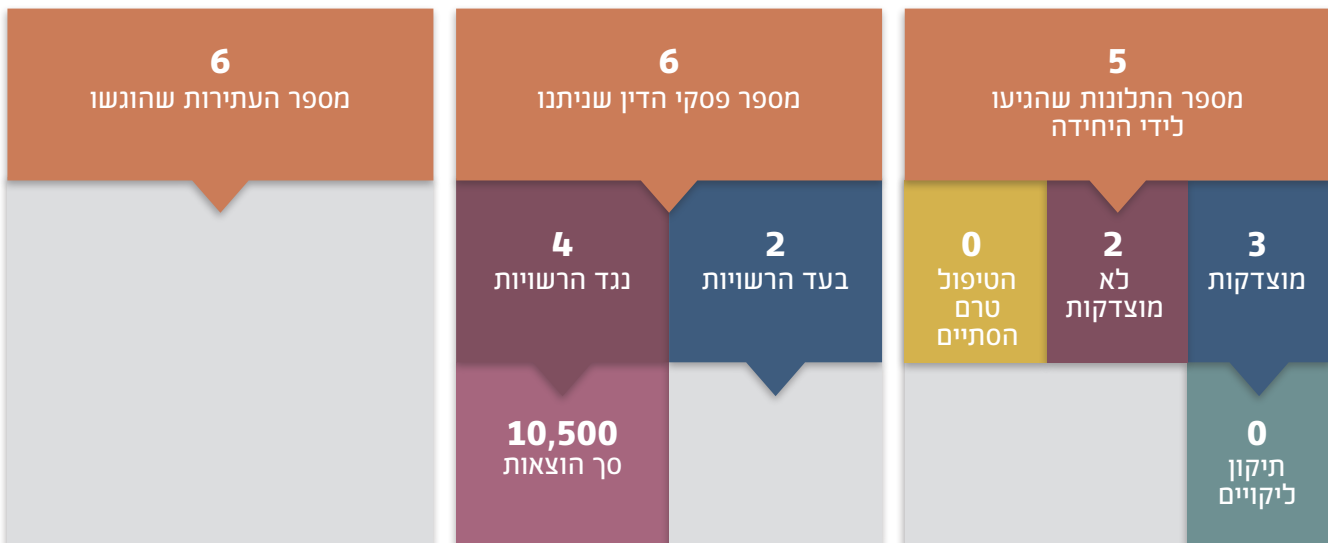 5
מספר התלונות שהגיעו
לידי היחידה
3
מוצדקות
2
לא
מוצדקות
0
הטיפול
טרם
הסתיים
0
תיקון
ליקויים
6
מספר פסקי הדין שניתנו
2
בעד הרשויות
4
נגד הרשויות
10,500
סך הוצאות
6
מספר העתירות שהוגשו